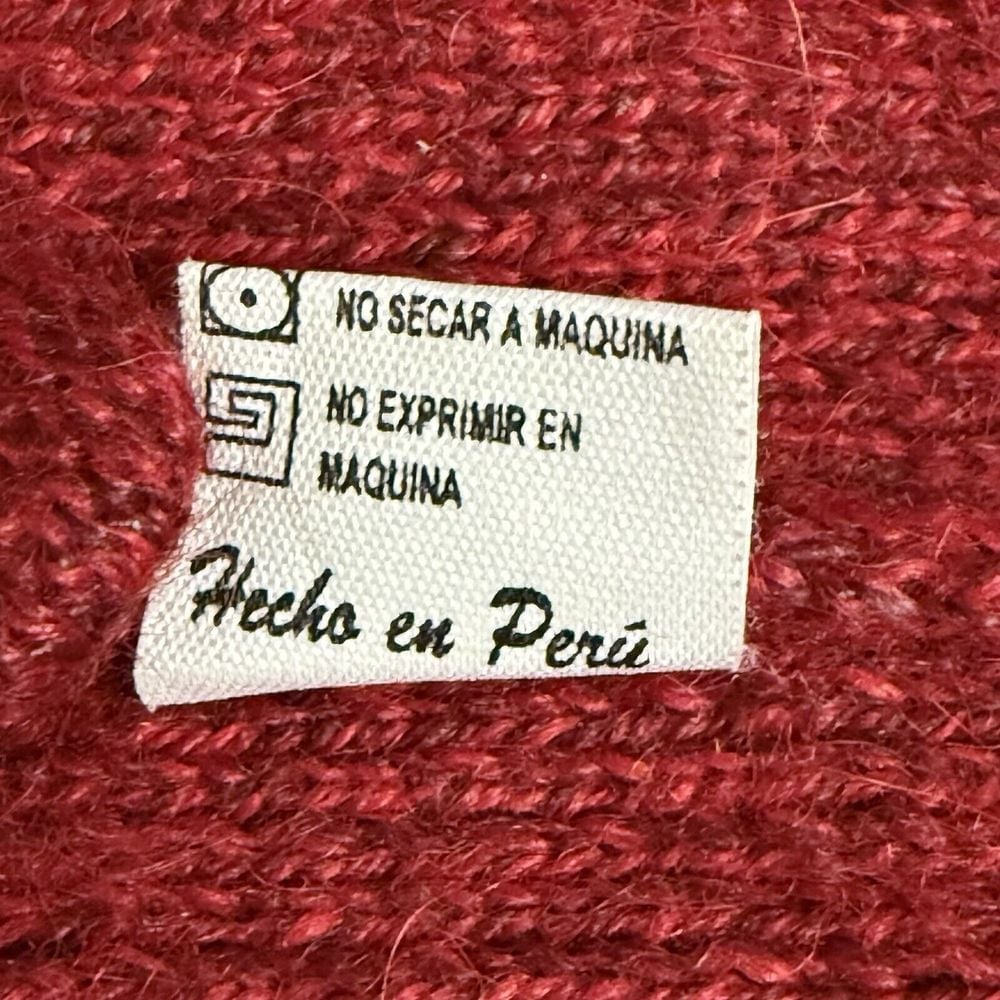 NO SECAR A MAQUINA
NO EXPRIMIR EN
MAQUINA
Hecho en Perú